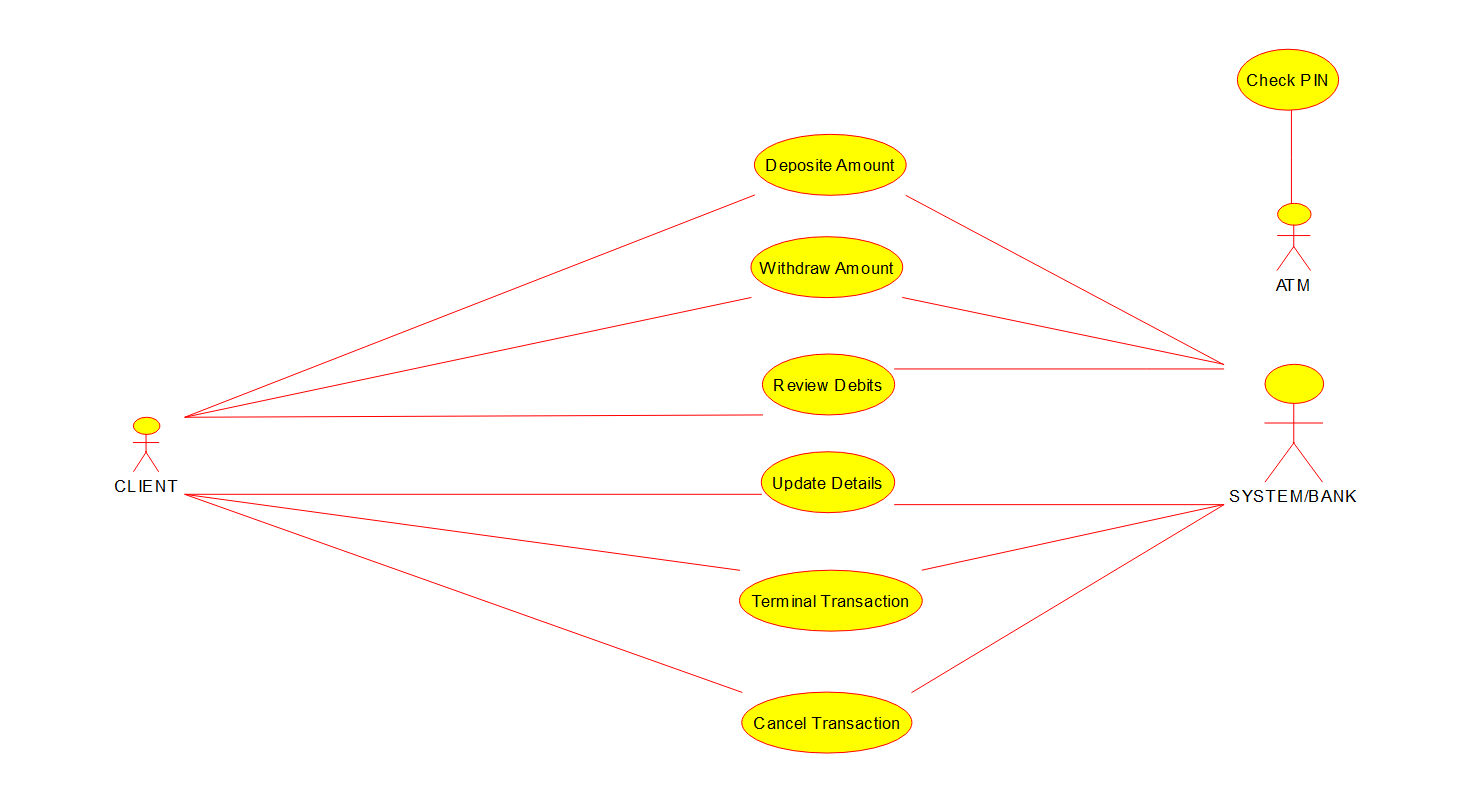 Check PIN
Deposite Amount
Withdraw Amount
ATM
Review Debits
CLIENT
Update Details
SYSTEM/BANK
Terminal Transaction
Cancel Transaction